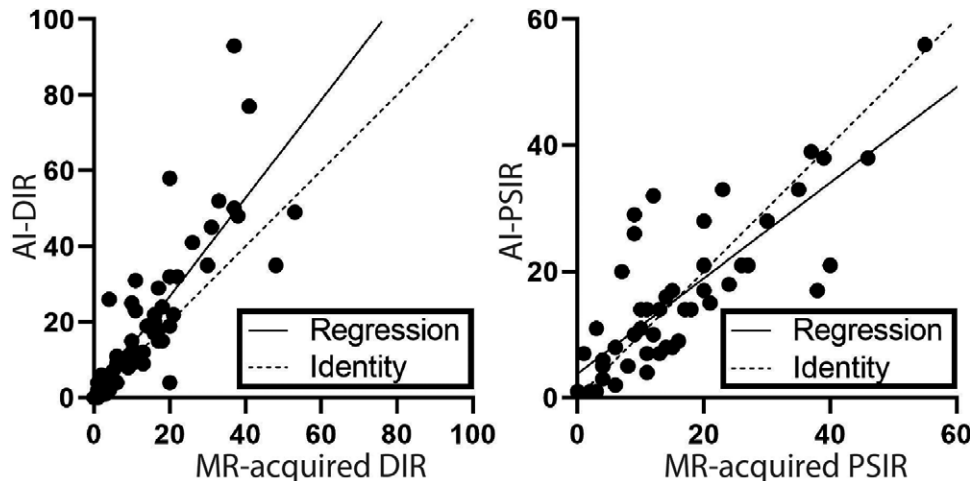 100
80
60
40
20
0
AI-DIR
0 20 40 60 80 100
MR-acquired DIR
Regression
Identity
60
40
20
0
AI-PSIR
0 20 40 60
MR-acquired PSIR
Regression
Identity